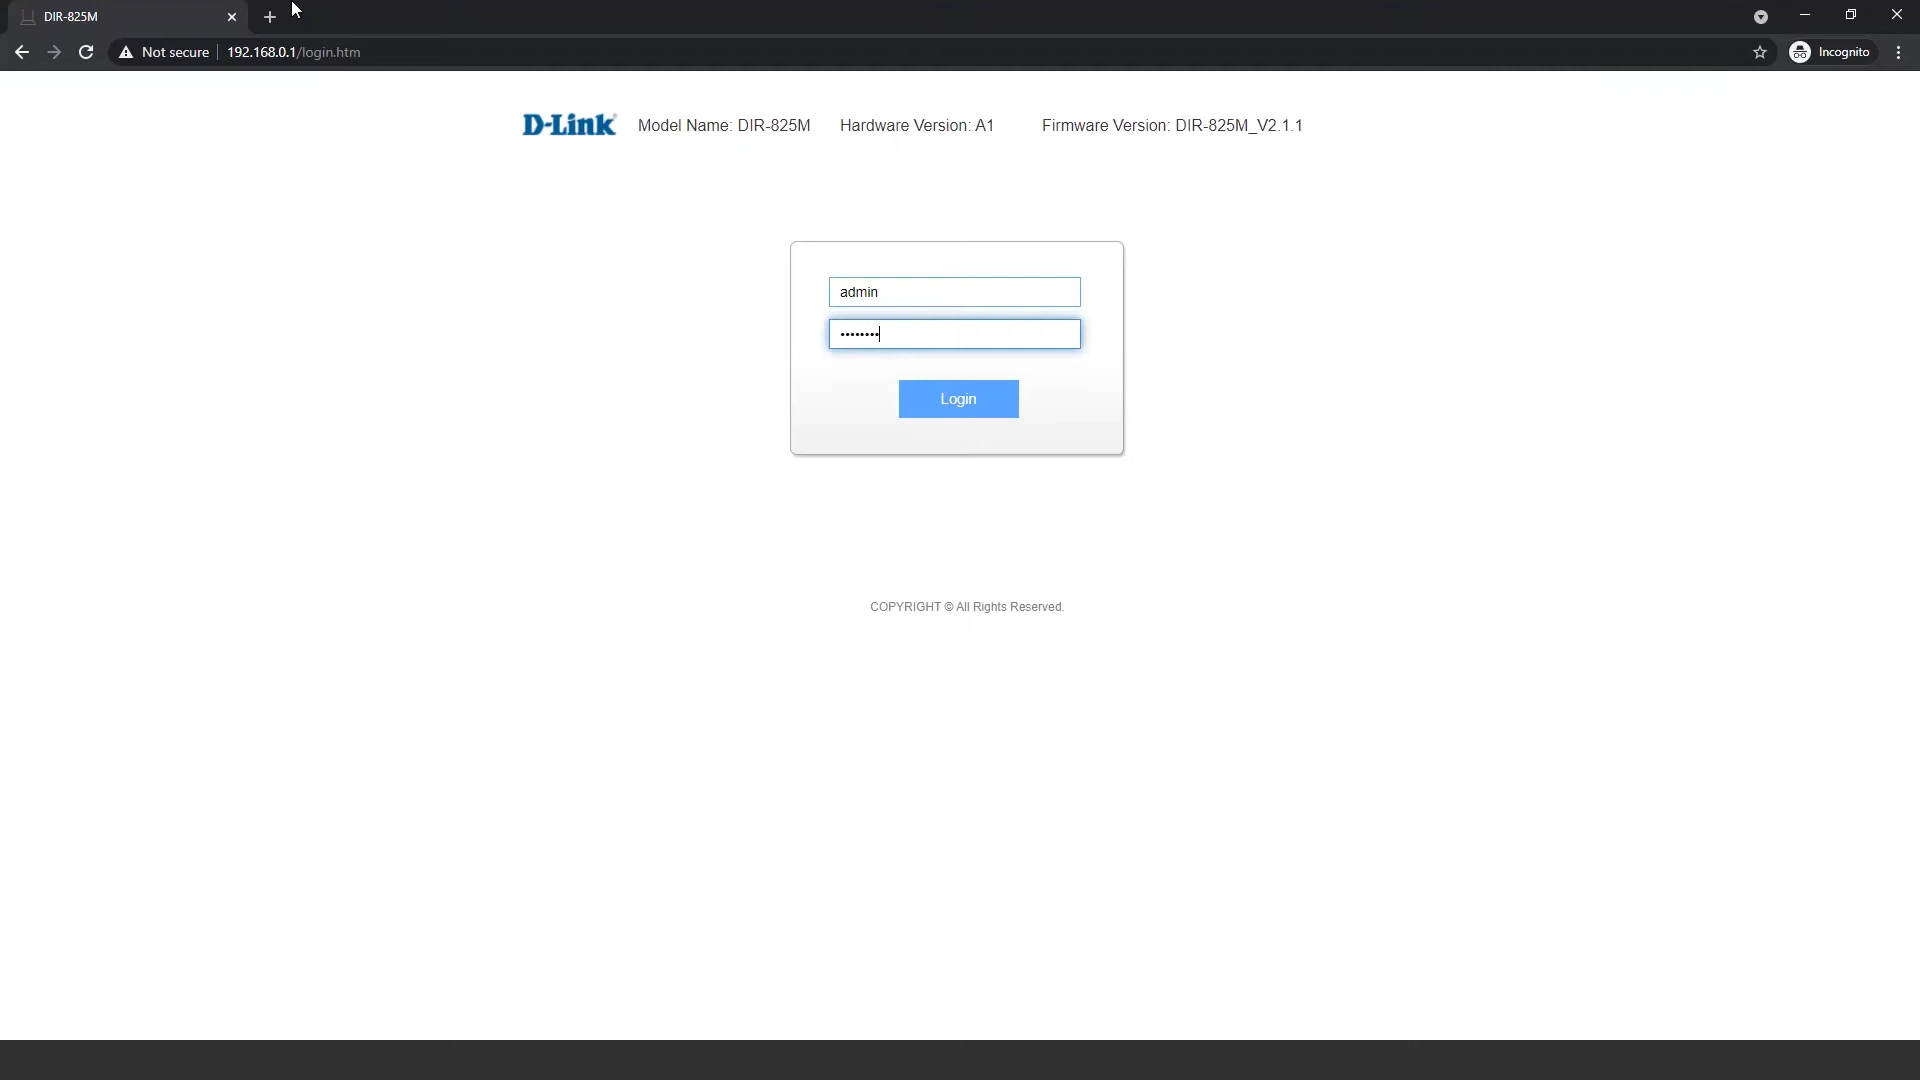 DIR-825M
Not secure 192.168.0.1/login.htm Incognito
D-Link Model Name: DIR-825M Hardware Version: A1 Firmware Version: DIR-825M_V2.1.1
admin
••••••••
Login
COPYRIGHT © All Rights Reserved.